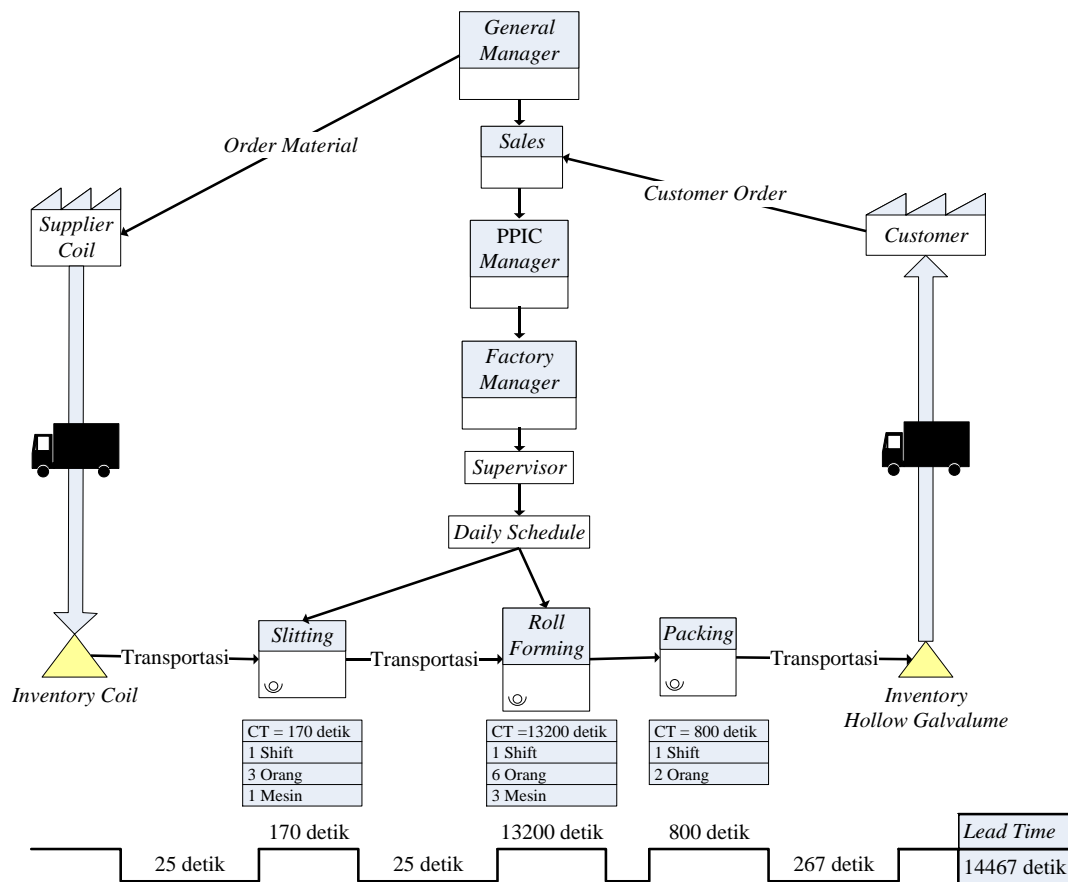 General
Manager
Order Material
Sales
Customer Order
Supplier
Coil
PPIC
Manager
Customer
Factory
Manager
Supervisor
Daily Schedule
Inventory Coil
Transportasi
Slitting
Transportasi
Roll
Forming
Packing
Transportasi
Inventory
Hollow Galvalume
CT = 170 detik
1 Shift
3 Orang
1 Mesin
CT =13200 detik
1 Shift
6 Orang
3 Mesin
CT = 800 detik
1 Shift
2 Orang
170 detik
13200 detik
800 detik
Lead Time
25 detik
25 detik
267 detik
14467 detik